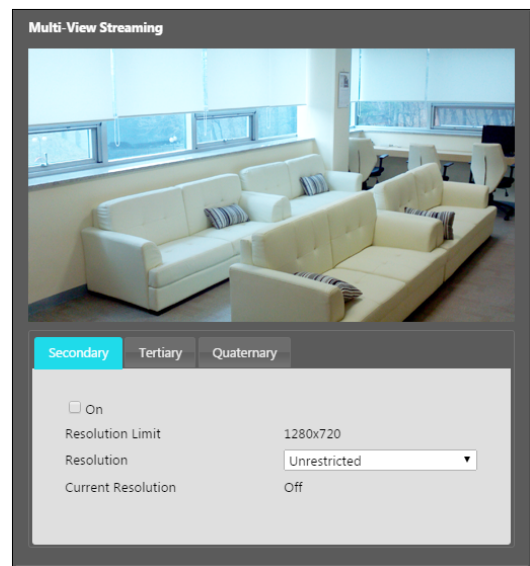 Multi-View Streaming
Secondary Tertiary Quaternary
On
Resolution Limit 1280x720
Resolution Unrestricted
Current Resolution Off